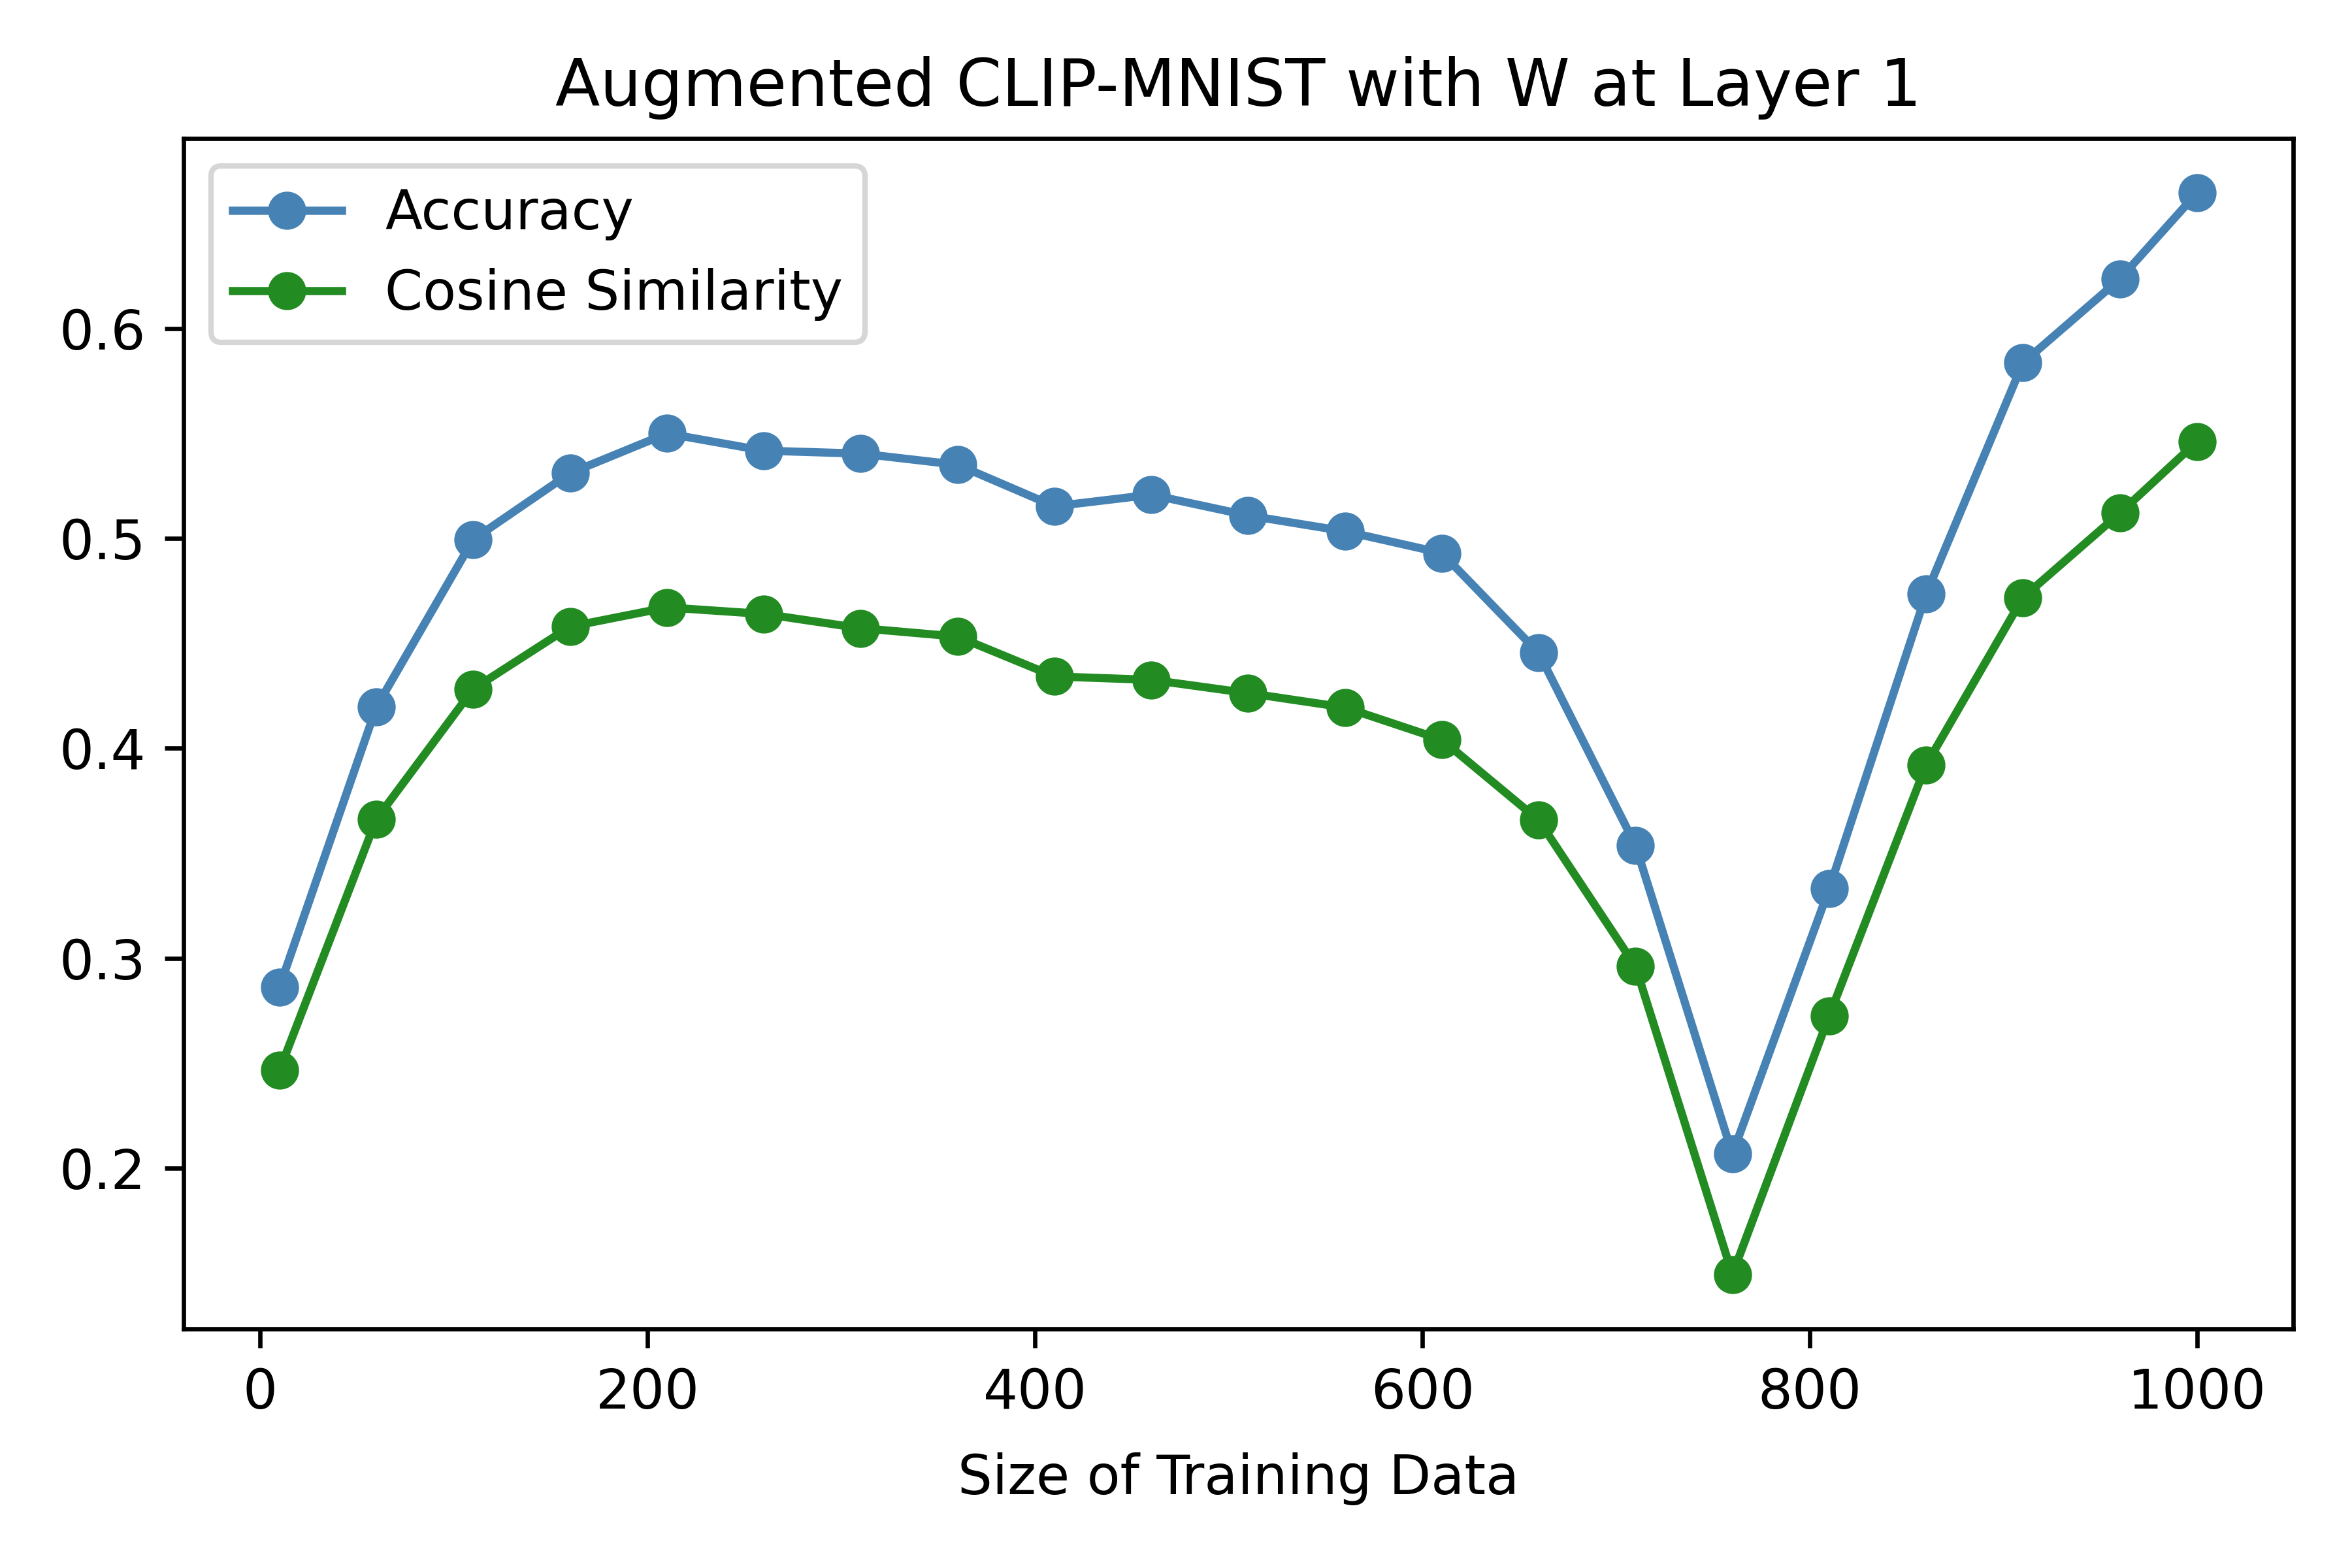 Augmented CLIP-MNIST with W at Layer 1
Accuracy
Cosine Similarity
0.6
0.5
0.4
0.3
0.2
0 200 400 600 800 1000
Size of Training Data